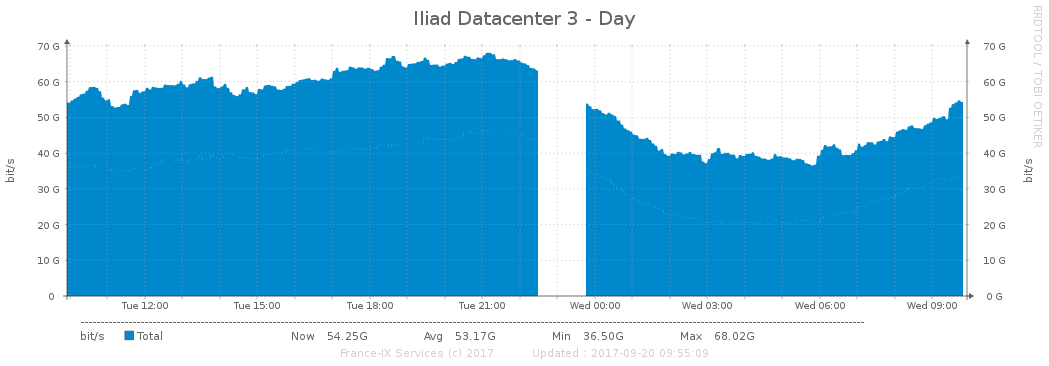 Iliad Datacenter 3 - Day
RRDTOOL / TOBI OETIKER
bit/s
bit/s
70 G
60 G
50 G
40 G
30 G
20 G
10 G
0
70 G
60 G
50 G
40 G
30 G
20 G
10 G
0 G
Tue 12:00 Tue 15:00 Tue 18:00 Tue 21:00 Wed 00:00 Wed 03:00 Wed 06:00 Wed 09:00
bit/s Total Now 54.25G Avg 53.17G Min 36.50G Max 68.02G
France-IX Services (c) 2017 Updated : 2017-09-20 09:55:09